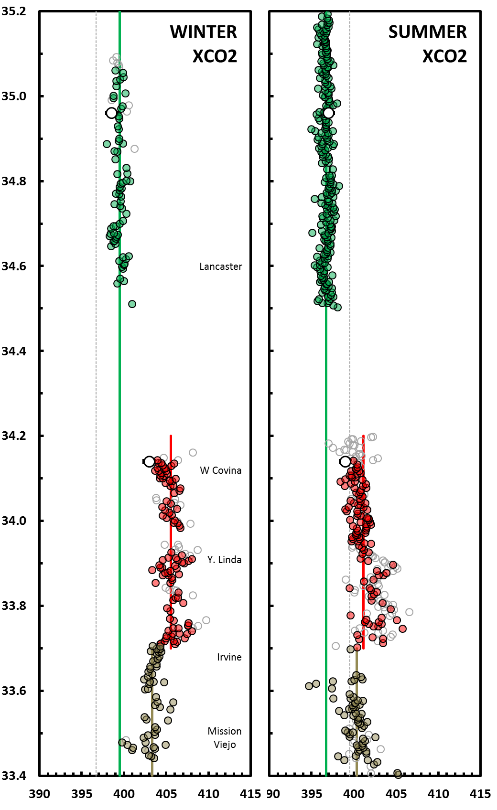 WINTER
XCO2
SUMMER
XCO2
35.2
35.0
34.8
34.6
34.4
34.2
34.0
33.8
33.6
33.4
Lancaster
W Covina
Y. Linda
Irvine
Mission
Viejo
390 395 400 405 410 415
90 395 400 405 410 415